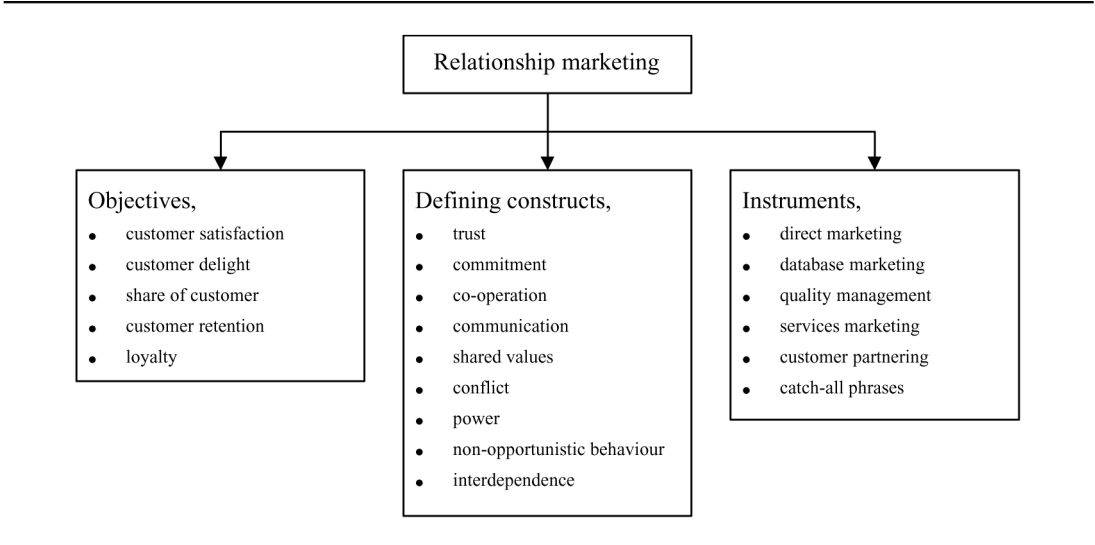 Relationship marketing
Objectives,
• customer satisfaction
• customer delight
• share of customer
• customer retention
• loyalty
Defining constructs,
• trust
• commitment
• co-operation
• communication
• shared values
• conflict
• power
• non-opportunistic behaviour
• interdependence
Instruments,
• direct marketing
• database marketing
• quality management
• services marketing
• customer partnering
• catch-all phrases